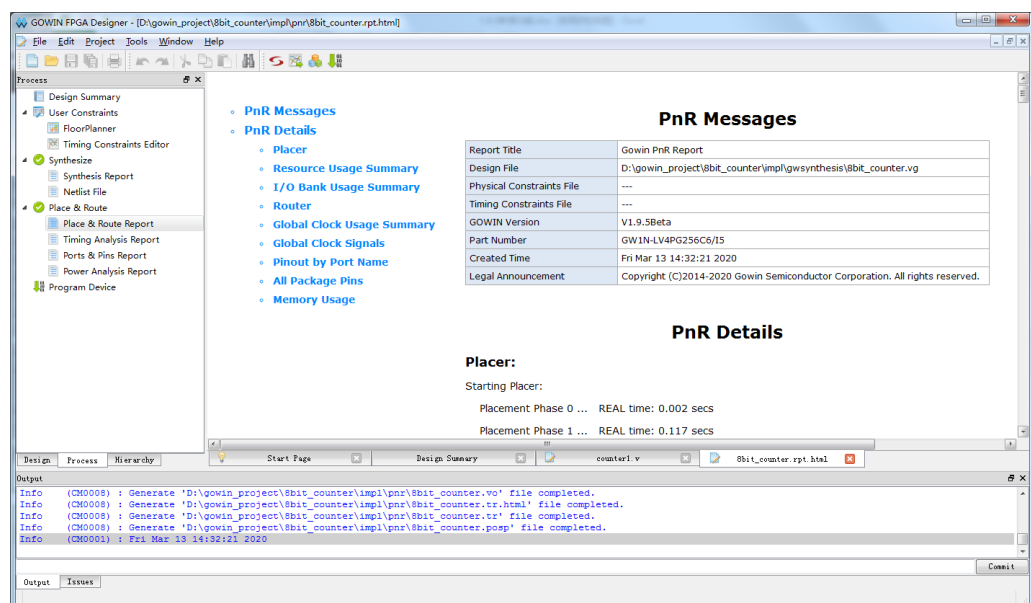 GOWIN FPGA Designer - [D:\gowin_project\8bit_counter\impl\pnr\8bit_counter.rpt.html]
File Edit Project Tools Window Help
Process
Design Summary
User Constraints
FloorPlanner
Timing Constraints Editor
Synthesize
Synthesis Report
Netlist File
Place & Route
Place & Route Report
Timing Analysis Report
Ports & Pins Report
Power Analysis Report
Program Device
PnR Messages
PnR Details
Placer
Resource Usage Summary
I/O Bank Usage Summary
Router
Global Clock Usage Summary
Global Clock Signals
Pinout by Port Name
All Package Pins
Memory Usage
PnR Messages
Report Title Gowin PnR Report
Design File D:\gowin_project\8bit_counter\impl\gwsynthesis\8bit_counter.vg
Physical Constraints File ---
Timing Constraints File ---
GOWIN Version V1.9.5Beta
Part Number GW1N-LV4PG256C6/I5
Created Time Fri Mar 13 14:32:21 2020
Legal Announcement Copyright (C)2014-2020 Gowin Semiconductor Corporation. All rights reserved.
PnR Details
Placer:
Starting Placer:
Placement Phase 0 ... REAL time: 0.002 secs
Placement Phase 1 ... REAL time: 0.117 secs
Design Process Hierarchy
Start Page Design Summary counter1.v 8bit_counter.rpt.html
Output
Info (CM0008) : Generate 'D:\gowin_project\8bit_counter\impl\pnr\8bit_counter.vo' file completed.
Info (CM0008) : Generate 'D:\gowin_project\8bit_counter\impl\pnr\8bit_counter.tr.html' file completed.
Info (CM0008) : Generate 'D:\gowin_project\8bit_counter\impl\pnr\8bit_counter.tr' file completed.
Info (CM0008) : Generate 'D:\gowin_project\8bit_counter\impl\pnr\8bit_counter.posp' file completed.
Info (CM0001) : Fri Mar 13 14:32:21 2020
Commit
Output Issues